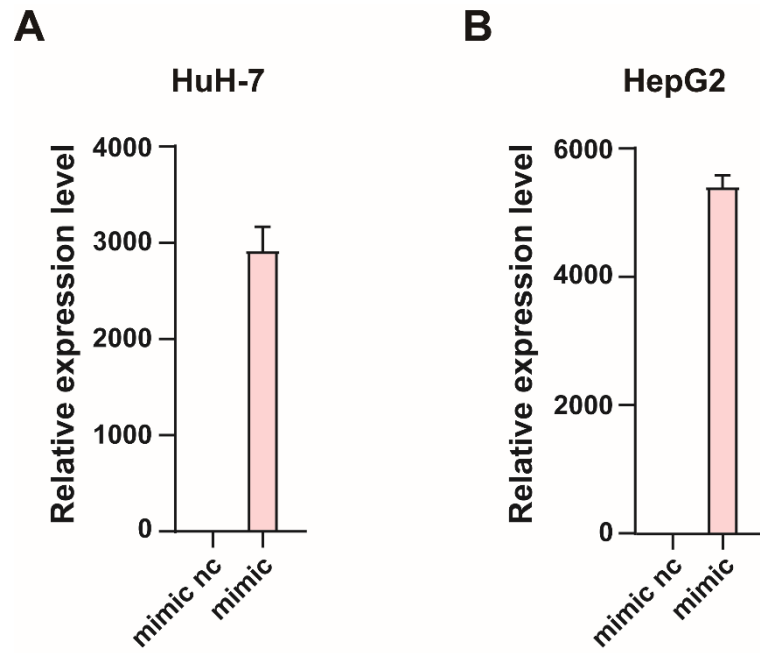 A
HuH-7
Relative expression level
4000
3000
2000
1000
0
mimic nc
mimic
B
HepG2
Relative expression level
6000
4000
2000
0
mimic nc
mimic